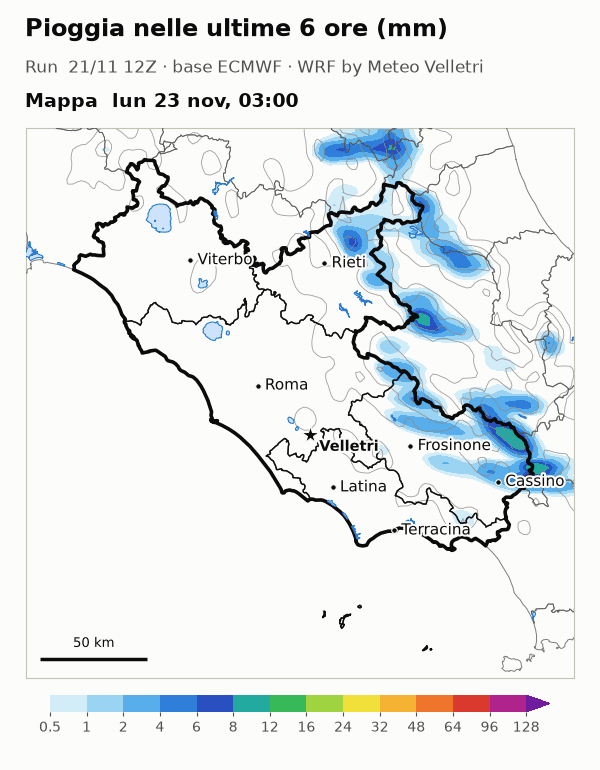 Pioggia nelle ultime 6 ore (mm)
Run  21/11 12Z · base ECMWF · WRF by Meteo Velletri
Mappa  lun 23 nov, 03:00
Viterbo
Rieti
Roma
Velletri
Frosinone
Latina
Cassino
Terracina
50 km
0.5 1 2 4 6 8 12 16 24 32 48 64 96 128